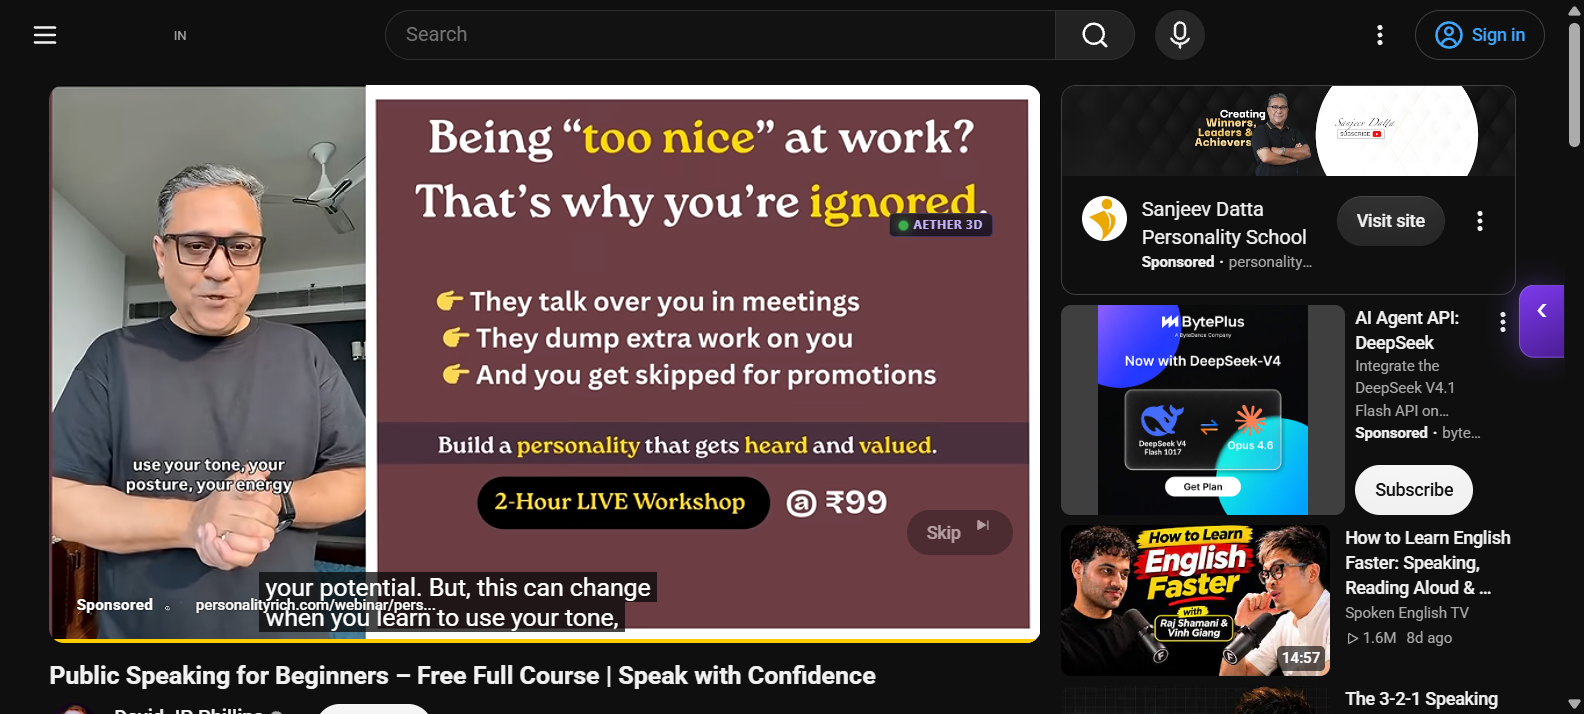 IN
Search
Sign in
Being “too nice” at work?
That’s why you’re ignored.
AETHER 3D
👉 They talk over you in meetings
👉 They dump extra work on you
👉 And you get skipped for promotions
Build a personality that gets heard and valued.
2-Hour LIVE Workshop @ ₹99
Skip
use your tone, your
posture, your energy
your potential. But, this can change
when you learn to use your tone,
Sponsored
personalityrich.com/webinar/pers...
Public Speaking for Beginners – Free Full Course | Speak with Confidence
Creating
Winners,
Leaders &
Achievers
Sanjeev Datta
SUBSCRIBE
Sanjeev Datta
Personality School
Sponsored · personality...
Visit site
BytePlus
A ByteDance Company
Now with DeepSeek-V4
DeepSeek V4
Flash 1017
Opus 4.6
Get Plan
AI Agent API:
DeepSeek
Integrate the
DeepSeek V4.1
Flash API on...
Sponsored · byte...
Subscribe
How to Learn
English
Faster
with
Raj Shamani &
Vinh Giang
14:57
How to Learn English
Faster: Speaking,
Reading Aloud & ...
Spoken English TV
1.6M 8d ago
The 3-2-1 Speaking